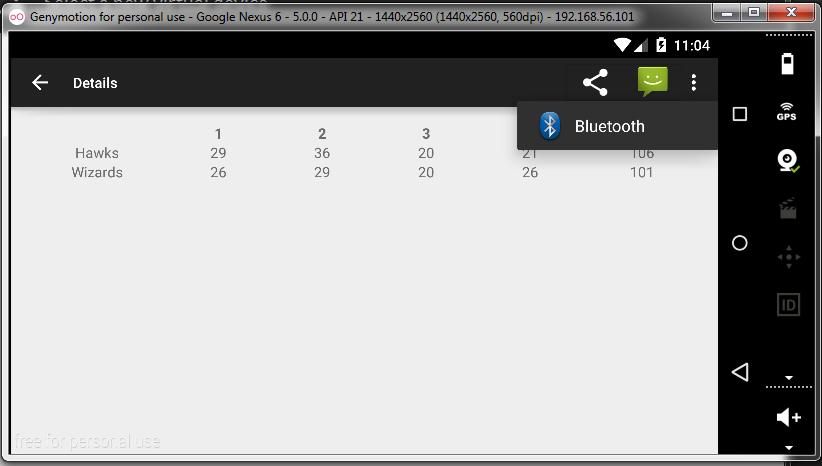 Genymotion for personal use - Google Nexus 6 - 5.0.0 - API 21 - 1440x2560 (1440x2560, 560dpi) - 192.168.56.101
11:04
Details
Bluetooth
1 2 3
Hawks 29 36 20 21 106
Wizards 26 29 20 26 101
GPS
ID
free for personal use